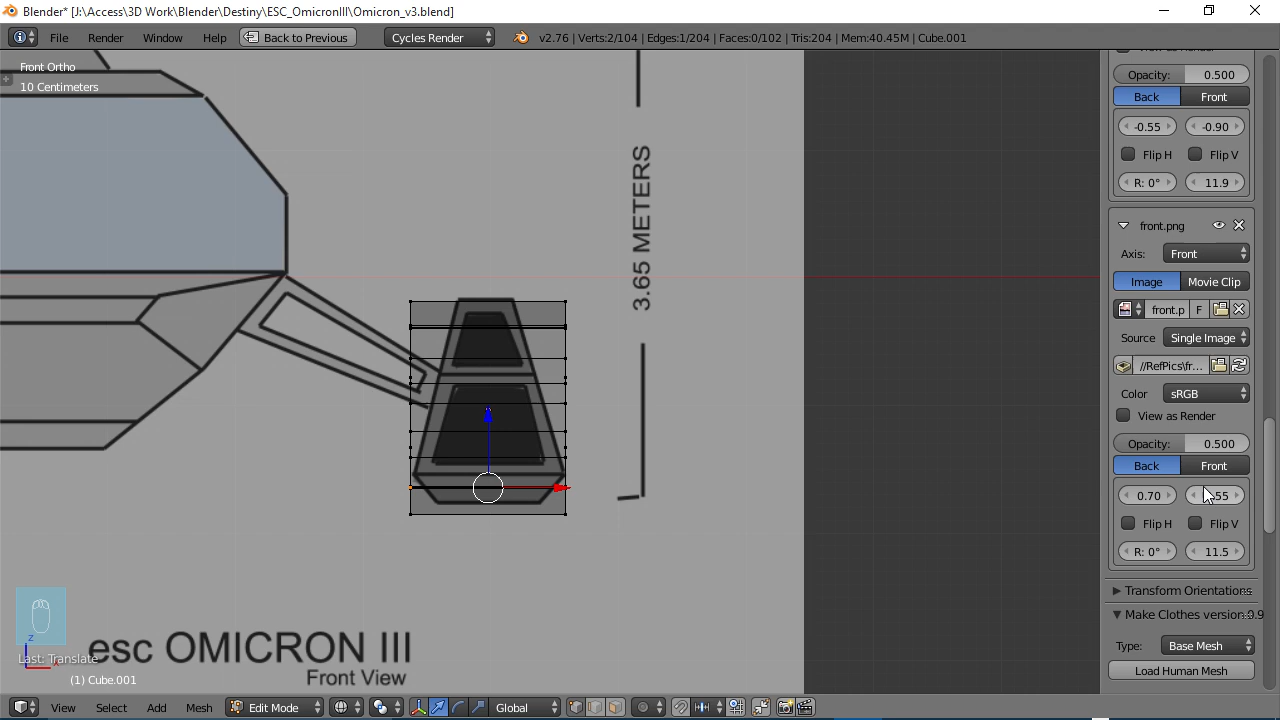 Blender* [J:\Access\3D Work\Blender\Destiny\ESC_OmicronIII\Omicron_v3.blend]
File Render Window Help Back to Previous Cycles Render v2.76 | Verts:2/104 | Edges:1/204 | Faces:0/102 | Tris:204 | Mem:40.45M | Cube.001
Front Ortho
10 Centimeters
3.65 METERS
Opacity: 0.500
Back Front
-0.55 -0.90
Flip H Flip V
R: 0° 11.9
front.png
Axis: Front
Image Movie Clip
front.p F
Source Single Image
//RefPics\fr...
Color sRGB
View as Render
Opacity: 0.500
Back Front
0.70 55
Flip H Flip V
R: 0° 11.5
Transform Orientations
Make Clothes version 0.9
Type: Base Mesh
Load Human Mesh
z
Last: Translate
esc OMICRON III
Front View
(1) Cube.001
View Select Add Mesh Edit Mode Global